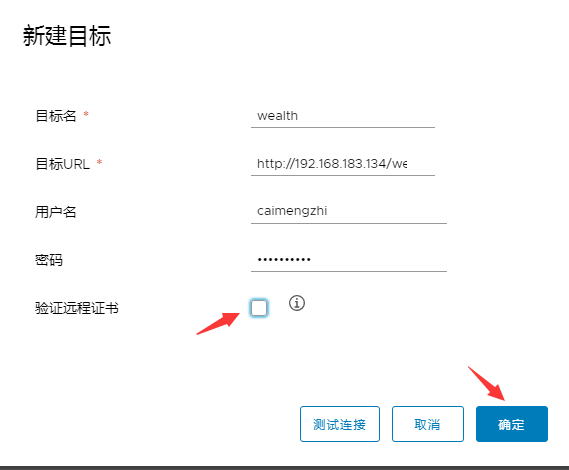 新建目标
目标名 * wealth
目标URL * http://192.168.183.134/we
用户名 caimengzhi
密码 ••••••••••
验证远程证书
测试连接 取消 确定